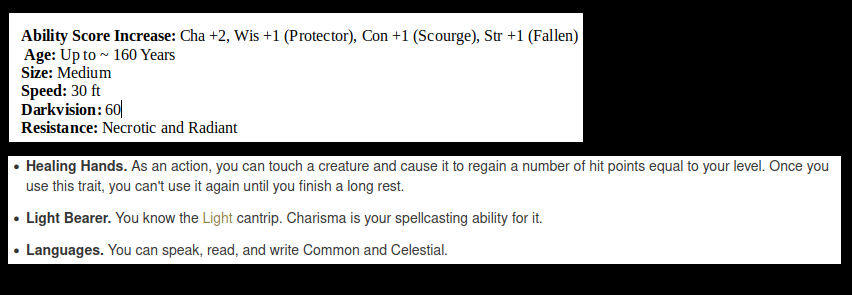 Ability Score Increase: Cha +2, Wis +1 (Protector), Con +1 (Scourge), Str +1 (Fallen)
Age: Up to ~ 160 Years
Size: Medium
Speed: 30 ft
Darkvision: 60
Resistance: Necrotic and Radiant
• Healing Hands. As an action, you can touch a creature and cause it to regain a number of hit points equal to your level. Once you
use this trait, you can't use it again until you finish a long rest.
• Light Bearer. You know the Light cantrip. Charisma is your spellcasting ability for it.
• Languages. You can speak, read, and write Common and Celestial.